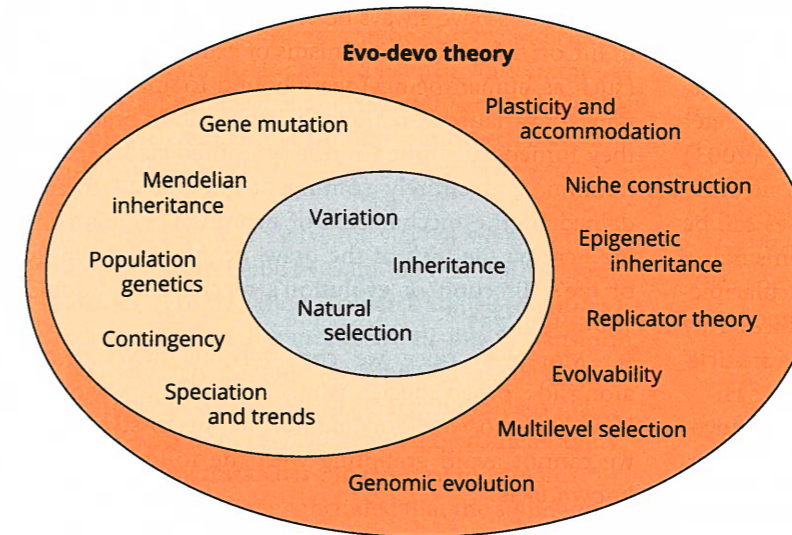 Evo-devo theory
Gene mutation
Mendelian
inheritance
Population
genetics
Contingency
Speciation
and trends
Variation
Inheritance
Natural
selection
Plasticity and
accommodation
Niche construction
Epigenetic
inheritance
Replicator theory
Evolvability
Multilevel selection
Genomic evolution